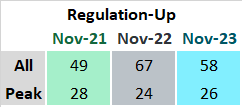 Regulation-Up
Nov-21 Nov-22 Nov-23
All 49 67 58
Peak 28 24 26